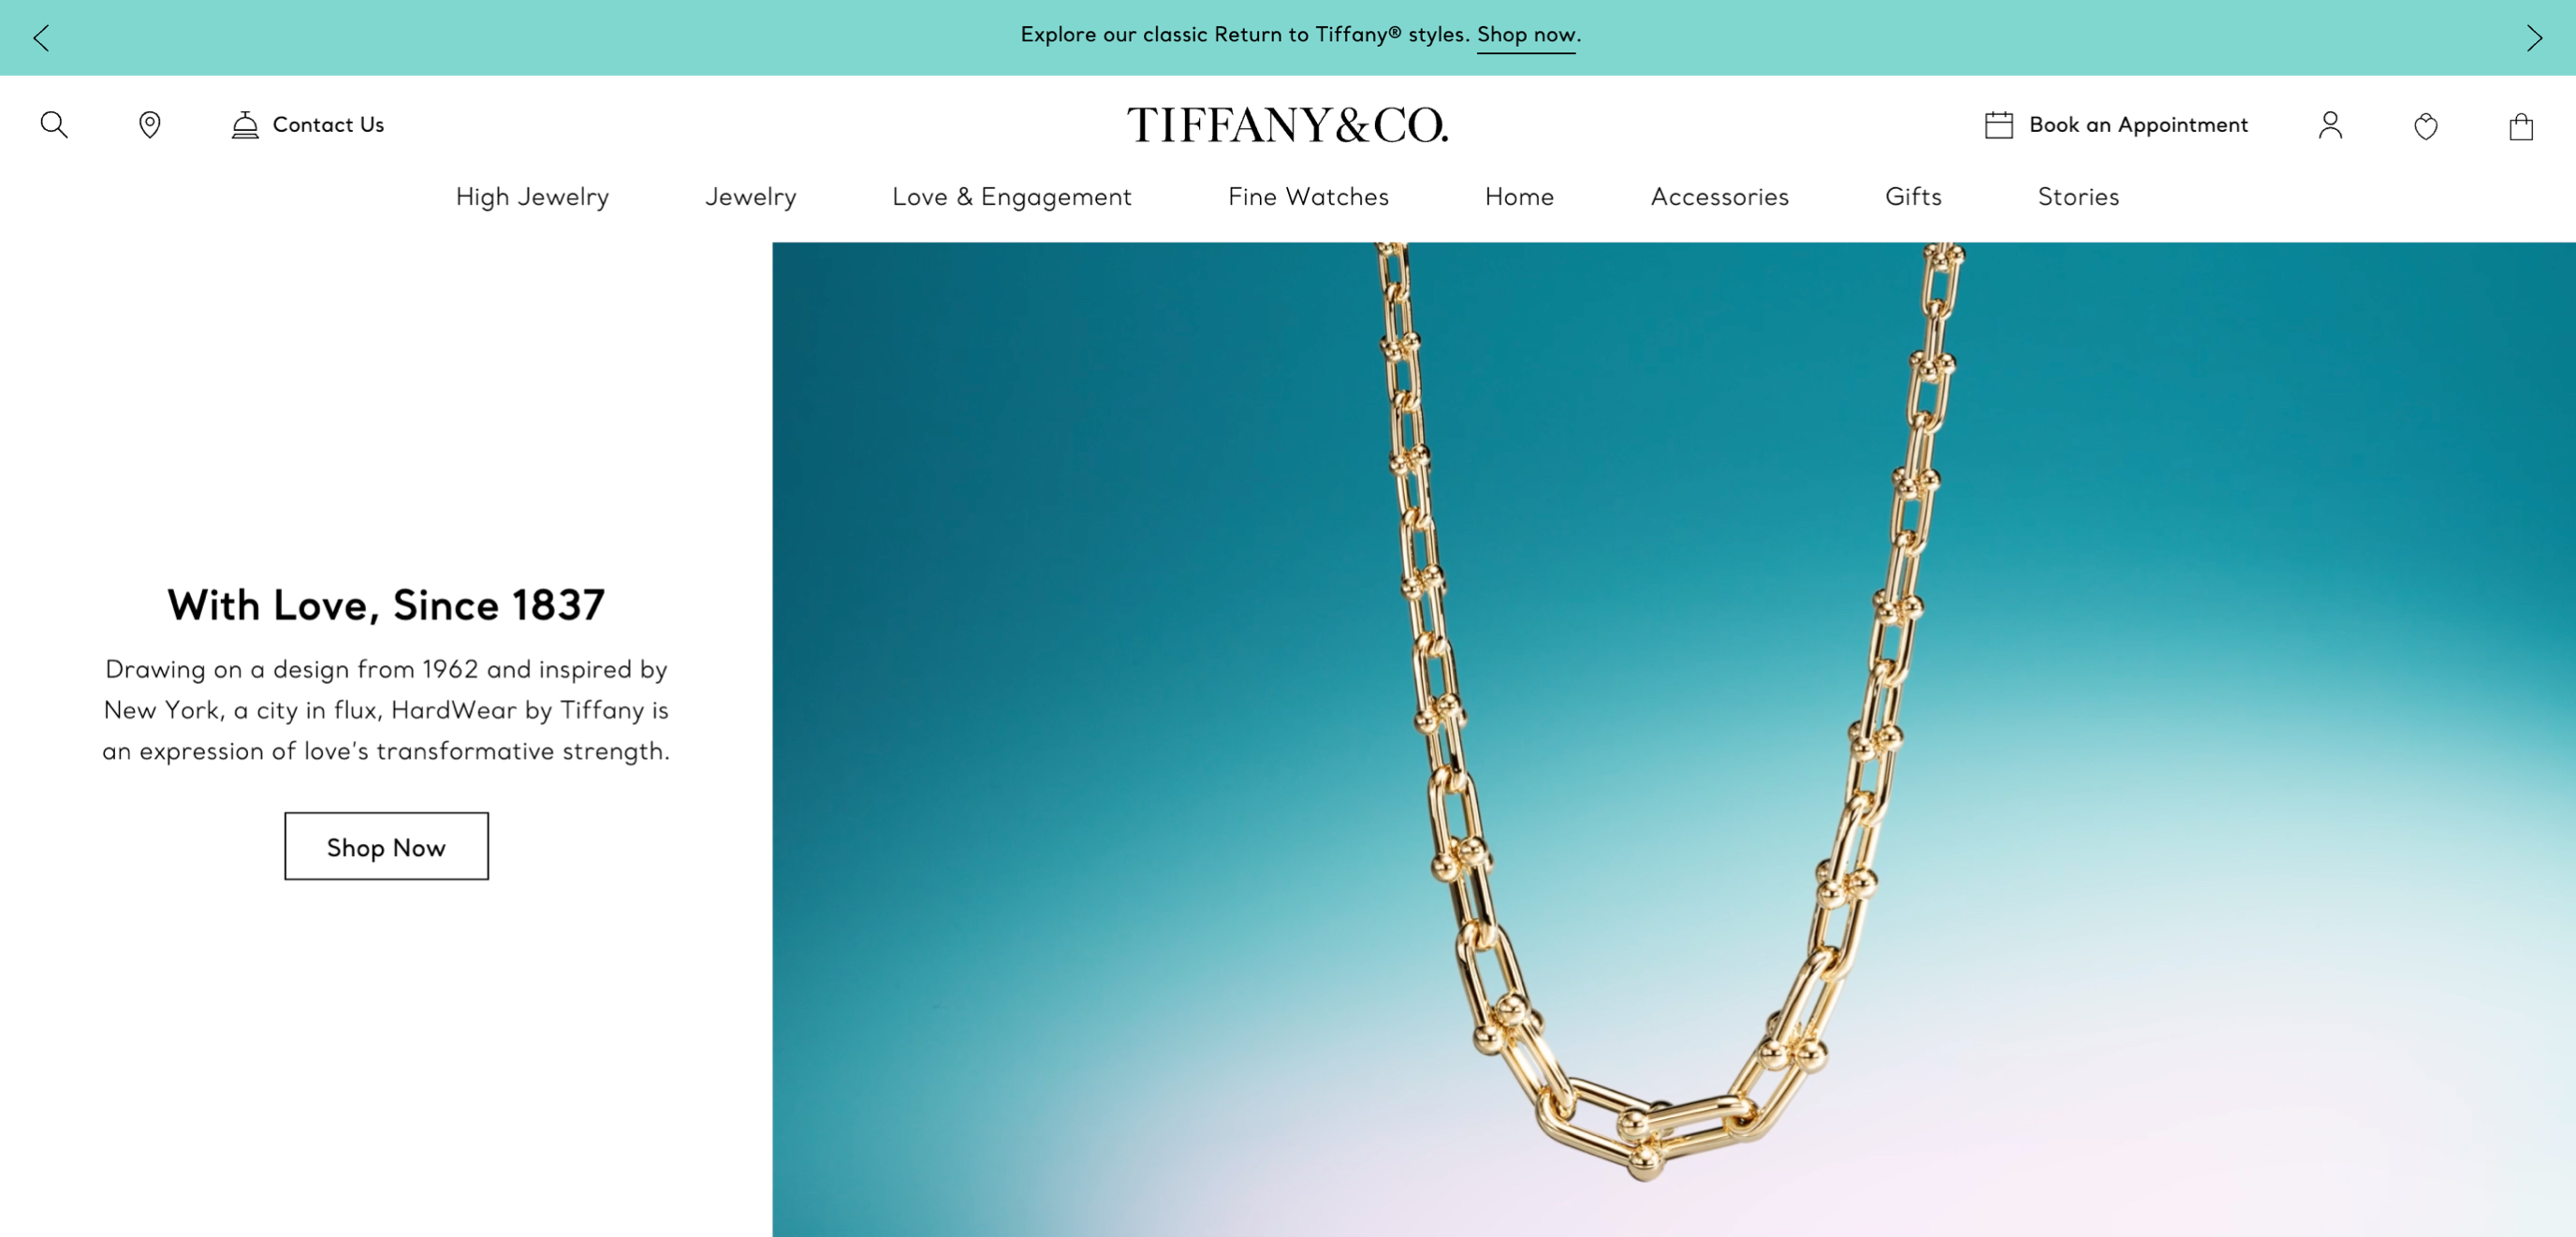 Explore our classic Return to Tiffany® styles. Shop now.
Contact Us
TIFFANY&CO.
Book an Appointment
High Jewelry
Jewelry
Love & Engagement
Fine Watches
Home
Accessories
Gifts
Stories
With Love, Since 1837
Drawing on a design from 1962 and inspired by
New York, a city in flux, HardWear by Tiffany is
an expression of love’s transformative strength.
Shop Now